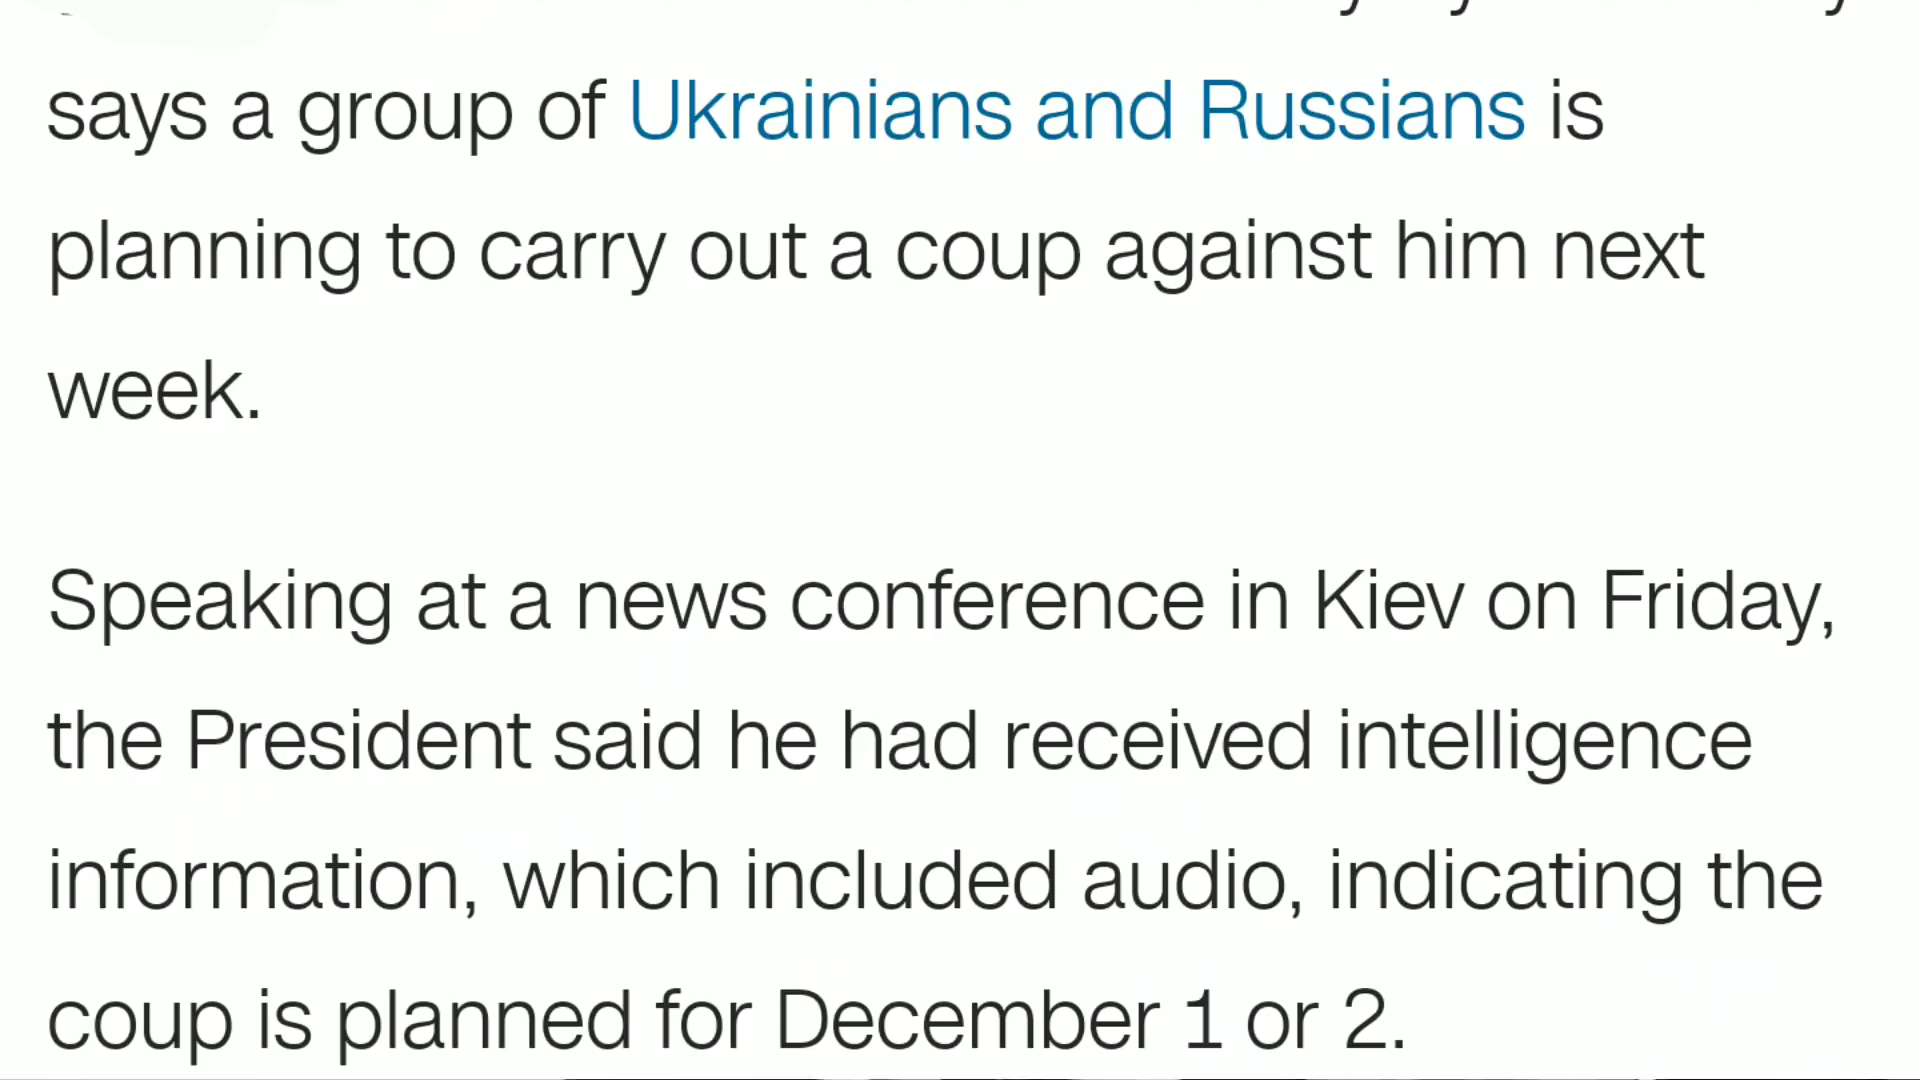 says a group of Ukrainians and Russians is
planning to carry out a coup against him next
week.
Speaking at a news conference in Kiev on Friday,
the President said he had received intelligence
information, which included audio, indicating the
coup is planned for December 1 or 2.